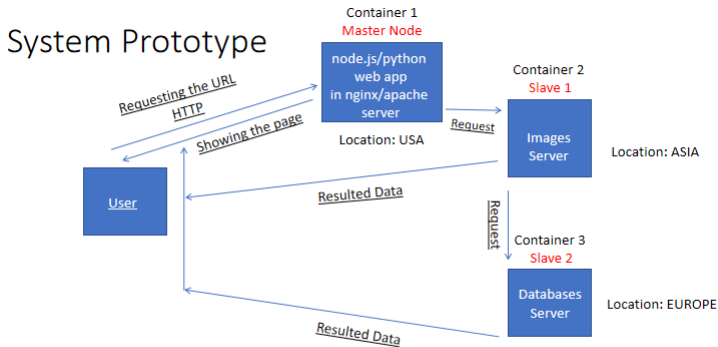 System Prototype
Container 1
Master Node
node.js/python
web app
in nginx/apache
server
Location: USA
Requesting the URL
HTTP
Showing the page
Request
Container 2
Slave 1
Images
Server
Location: ASIA
User
Resulted Data
Request
Container 3
Slave 2
Databases
Server
Location: EUROPE
Resulted Data